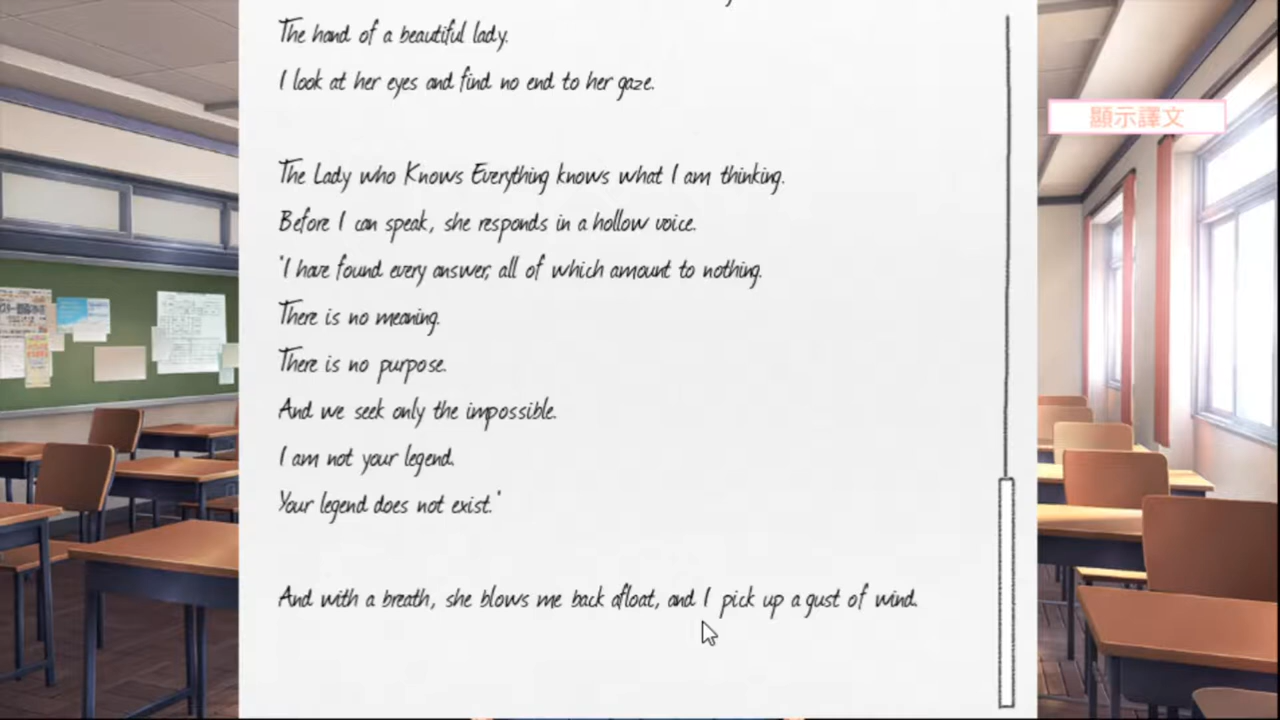 The hand of a beautiful lady.
I look at her eyes and find no end to her gaze.
The Lady who Knows Everything knows what I am thinking.
Before I can speak, she responds in a hollow voice.
'I have found every answer, all of which amount to nothing.
There is no meaning.
There is no purpose.
And we seek only the impossible.
I am not your legend.
Your legend does not exist.'
And with a breath, she blows me back afloat, and I pick up a gust of wind.
顯示譯文